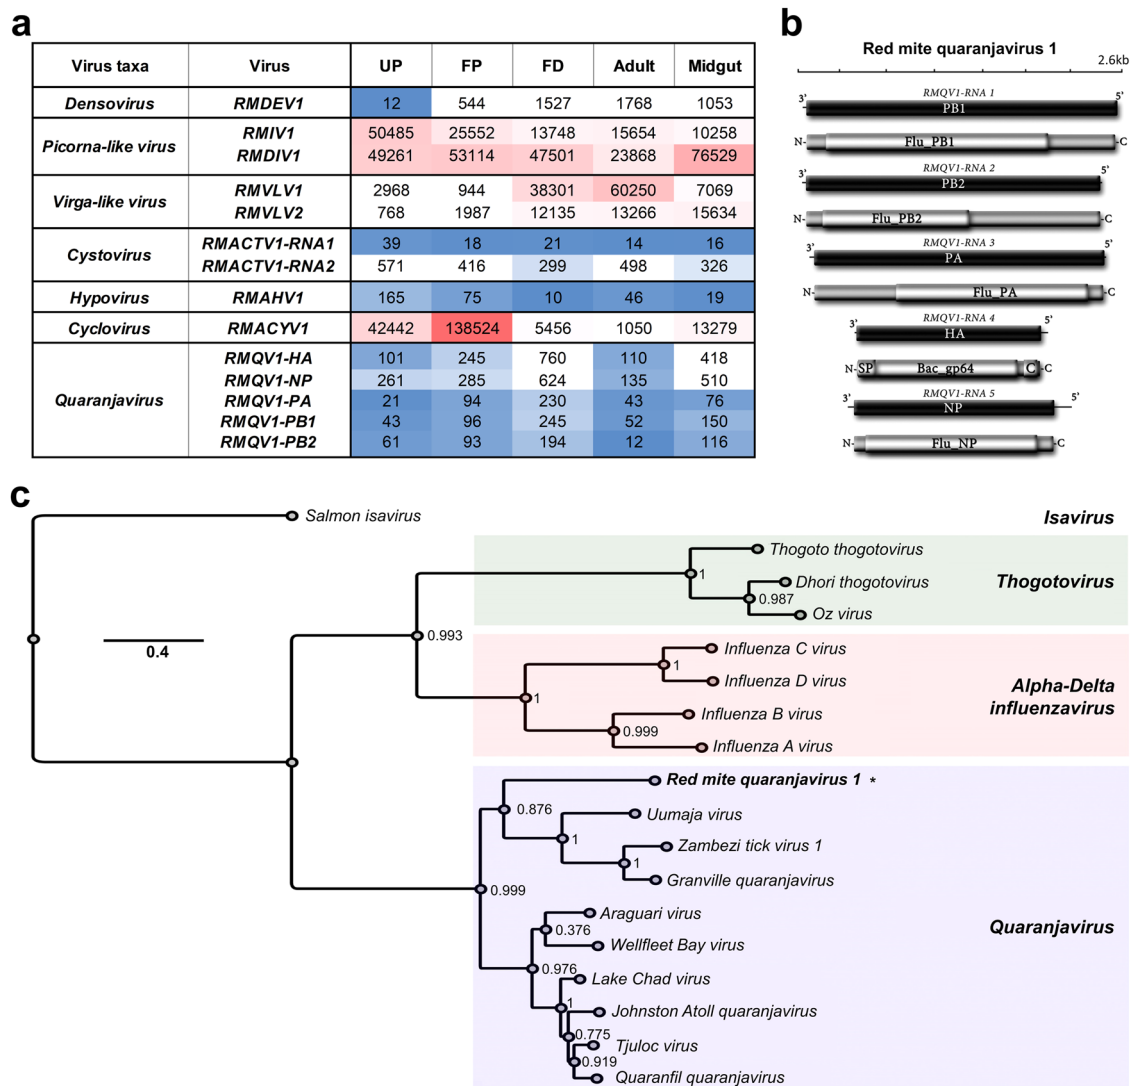 a
Virus taxa Virus UP FP FD Adult Midgut
Densovirus RMDEV1 12 544 1527 1768 1053
Picorna-like virus
RMIV1 50485 25552 13748 15654 10258
RMDIV1 49261 53114 47501 23868 76529
Virga-like virus
RMVLV1 2968 944 38301 60250 7069
RMVLV2 768 1987 12135 13266 15634
Cystovirus
RMACTV1-RNA1 39 18 21 14 16
RMACTV1-RNA2 571 416 299 498 326
Hypovirus RMAHV1 165 75 10 46 19
Cyclovirus RMACYV1 42442 138524 5456 1050 13279
Quaranjavirus
RMQV1-HA 101 245 760 110 418
RMQV1-NP 261 285 624 135 510
RMQV1-PA 21 94 230 43 76
RMQV1-PB1 43 96 245 52 150
RMQV1-PB2 61 93 194 12 116
b
Red mite quaranjavirus 1
2.6kb
RMQV1-RNA 1
3' PB1 5'
N- Flu_PB1 -C
RMQV1-RNA 2
3' PB2 5'
N- Flu_PB2 -C
RMQV1-RNA 3
3' PA 5'
N- Flu_PA -C
RMQV1-RNA 4
3' HA 5'
N- SP Bac_gp64 C -C
RMQV1-RNA 5
3' NP 5'
N- Flu_NP -C
c
Salmon isavirus
Isavirus
Thogoto thogotovirus
1
Dhori thogotovirus
Thogotovirus
0.987
Oz virus
0.993
0.4
Influenza C virus
1
Influenza D virus
Alpha-Delta
influenzavirus
1
Influenza B virus
0.999
Influenza A virus
Red mite quaranjavirus 1 *
0.876
Uumaja virus
1
Zambezi tick virus 1
1
Granville quaranjavirus
0.999
Araguari virus
Quaranjavirus
0.376
Wellfleet Bay virus
0.976
Lake Chad virus
1
Johnston Atoll quaranjavirus
0.775
Tjuloc virus
0.919
Quaranfil quaranjavirus